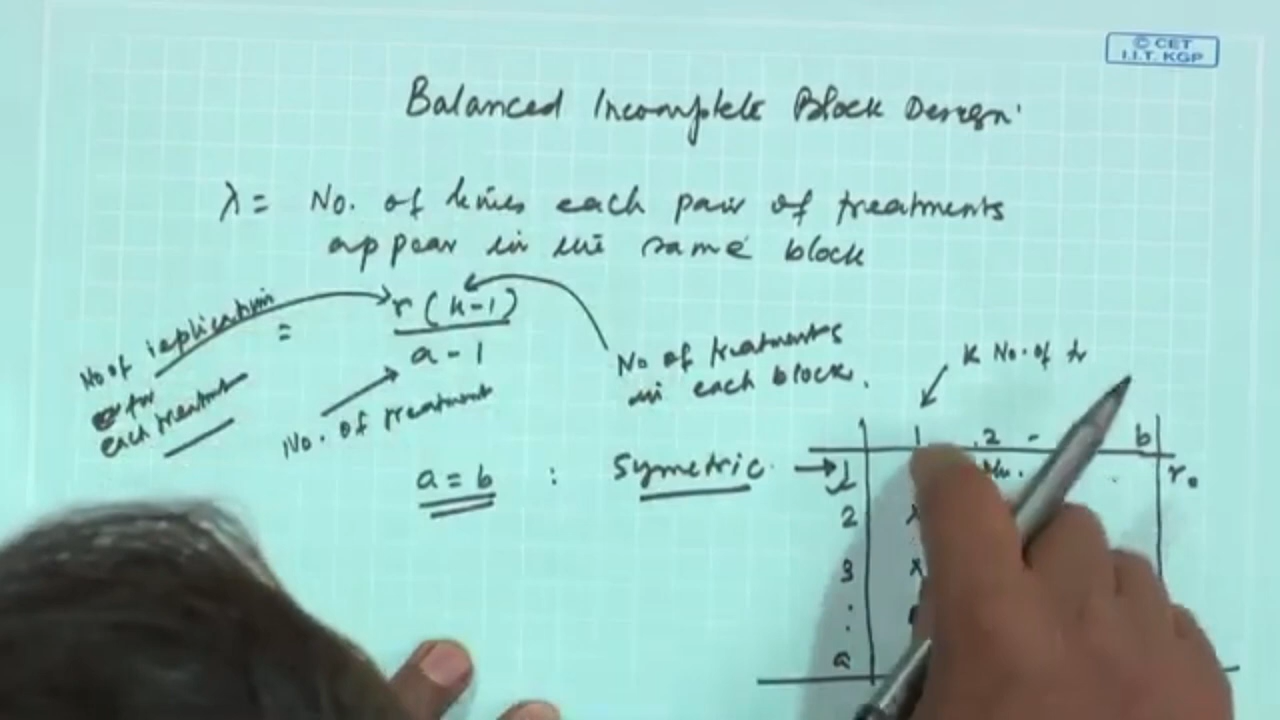 © CET
I.I.T. KGP
Balanced Incomplete Block Design
λ = No. of times each pair of treatments
appear in the same block
= r (k-1)
a - 1
No of replication
for
each treatment
No. of treatment
No of treatments
in each block.
a = b : Symetric.
K No. of tr
1 2 - b
1 r.
2 x
3 x
:
a